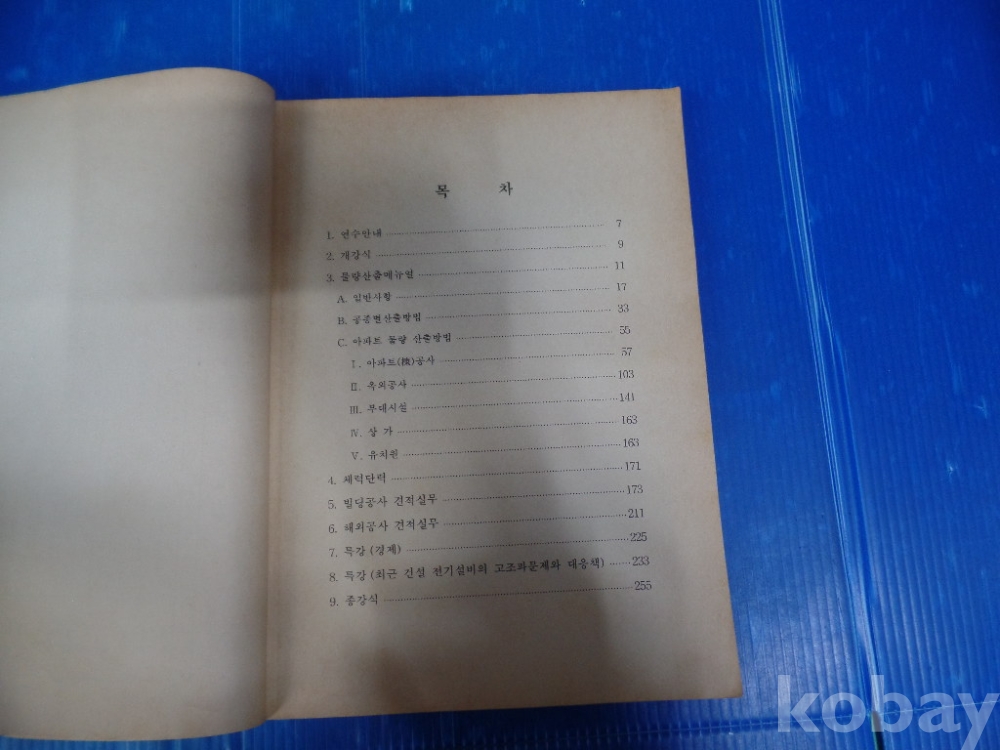 목 차
1. 연수안내 7
2. 개강식 9
3. 물량산출메뉴얼 11
A. 일반사항 17
B. 공종별산출방법 33
C. 아파트 물량 산출방법 55
I. 아파트(棟)공사 57
II. 옥외공사 103
III. 부대시설 141
IV. 상 가 163
V. 유치원 163
4. 체력단력 171
5. 빌딩공사 견적실무 173
6. 해외공사 견적실무 211
7. 특강 (경제) 225
8. 특강 (최근 건설 전기설비의 고조파문제와 대응책) 233
9. 종강식 255
kobay